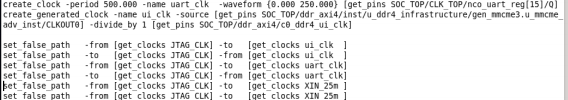 create_clock -period 500.000 -name uart_clk  -waveform {0.000 250.000} [get_pins SOC_TOP/CLK_TOP/nco_uart_reg[15]/Q]
create_generated_clock -name ui_clk -source [get_pins SOC_TOP/ddr_axi4/inst/u_ddr4_infrastructure/gen_mmcme3.u_mmcme_
adv_inst/CLKOUT0] -divide_by 1 [get_pins SOC_TOP/ddr_axi4/c0_ddr4_ui_clk]
set_false_path   -from [get_clocks JTAG_CLK] -to   [get_clocks ui_clk  ]
set_false_path   -to   [get_clocks JTAG_CLK] -from [get_clocks ui_clk  ]
set_false_path   -from [get_clocks JTAG_CLK] -to   [get_clocks uart_clk]
set_false_path   -to   [get_clocks JTAG_CLK] -from [get_clocks uart_clk]
set_false_path   -from [get_clocks JTAG_CLK] -to   [get_clocks XIN_25m ]
set_false_path   -from [get_clocks JTAG_CLK] -to   [get_clocks XIN_25m ]